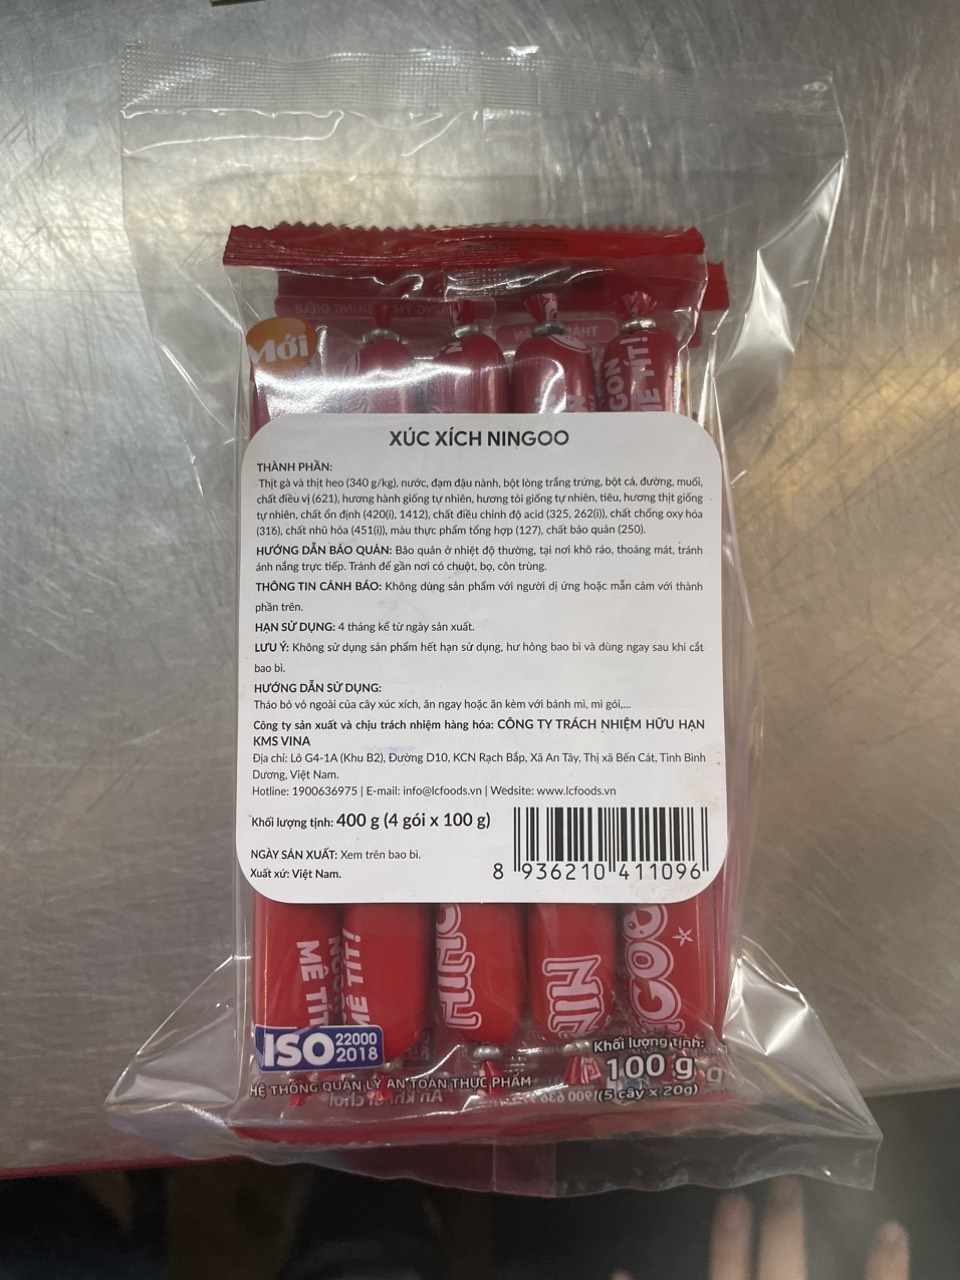 Mới
XÚC XÍCH NINGOO
THÀNH PHẦN:
Thịt gà và thịt heo (340 g/kg), nước, đạm đậu nành, bột lòng trắng trứng, bột cá, đường, muối,
chất điều vị (621), hương hành giống tự nhiên, hương tỏi giống tự nhiên, tiêu, hương thịt giống
tự nhiên, chất ổn định (420(i), 1412), chất điều chỉnh độ acid (325, 262(i)), chất chống oxy hóa
(316), chất nhũ hóa (451(i)), màu thực phẩm tổng hợp (127), chất bảo quản (250).
HƯỚNG DẪN BẢO QUẢN: Bảo quản ở nhiệt độ thường, tại nơi khô ráo, thoáng mát, tránh
ánh nắng trực tiếp. Tránh để gần nơi có chuột, bọ, côn trùng.
THÔNG TIN CẢNH BÁO: Không dùng sản phẩm với người dị ứng hoặc mẫn cảm với thành
phần trên.
HẠN SỬ DỤNG: 4 tháng kể từ ngày sản xuất.
LƯU Ý: Không sử dụng sản phẩm hết hạn sử dụng, hư hỏng bao bì và dùng ngay sau khi cắt
bao bì.
HƯỚNG DẪN SỬ DỤNG:
Tháo bỏ vỏ ngoài của cây xúc xích, ăn ngay hoặc ăn kèm với bánh mì, mì gói,...
Công ty sản xuất và chịu trách nhiệm hàng hóa: CÔNG TY TRÁCH NHIỆM HỮU HẠN
KMS VINA
Địa chỉ: Lô G4-1A (Khu B2), Đường D10, KCN Rạch Bắp, Xã An Tây, Thị xã Bến Cát, Tỉnh Bình
Dương, Việt Nam.
Hotline: 1900636975 | E-mail: info@lcfoods.vn | Wedsite: www.lcfoods.vn
Khối lượng tịnh: 400 g (4 gói x 100 g)
NGÀY SẢN XUẤT: Xem trên bao bì.
Xuất xứ: Việt Nam.
8 936210 411096
MÊ TÍT!
ISO 22000
2018
HỆ THỐNG QUẢN LÝ AN TOÀN THỰC PHẨM
Khối lượng tịnh:
100 g
(5 cây x 20g)